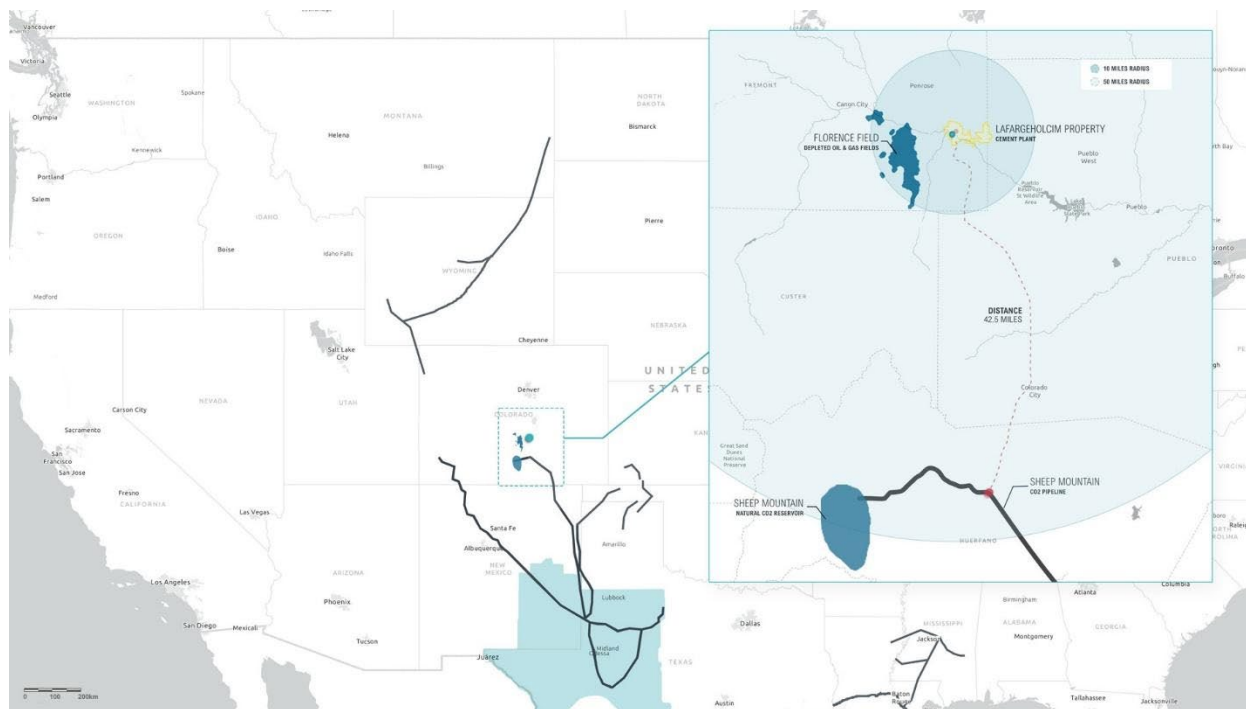 Vancouver
Victoria
Seattle
Olympia
WASHINGTON
Spokane
Kennewick
Portland
Salem
OREGON
Medford
IDAHO
Boise
Idaho Falls
MONTANA
Helena
Billings
NORTH
DAKOTA
Bismarck
Pierre
WYOMING
Cheyenne
NEBRASKA
UNITED
STATES
Salt Lake
City
NEVADA
UTAH
Carson City
Sacramento
San
Francisco
San Jose
Fresno
CALIFORNIA
Las Vegas
Los Angeles
San Diego
Mexicali
ARIZONA
Phoenix
Tucson
Denver
COLORADO
Santa Fe
Albuquerque
NEW
MEXICO
Amarillo
Lubbock
Midland
Odessa
Juárez
TEXAS
Dallas
Austin
Jackson
MISSISSIPPI
Baton
Rouge
Birmingham
ALABAMA
Montgomery
Atlanta
GEORGIA
Columbia
Tallahassee
Jacksonville
0 100 200km
10 MILES RADIUS
50 MILES RADIUS
FREMONT
Penrose
Canyn City
FLORENCE FIELD
DEPLETED OIL & GAS FIELDS
LAFARGEHOLCIM PROPERTY
CEMENT PLANT
Pueblo
West
Pueblo
Reservoir
St Wildlife
Area
Pueblo
PUEBLO
CUSTER
DISTANCE
42.5 MILES
Colorado
City
Great Sand
Dunes
National
Preserve
SHEEP MOUNTAIN
NATURAL CO2 RESERVOIR
SHEEP MOUNTAIN
CO2 PIPELINE
HUERFANO